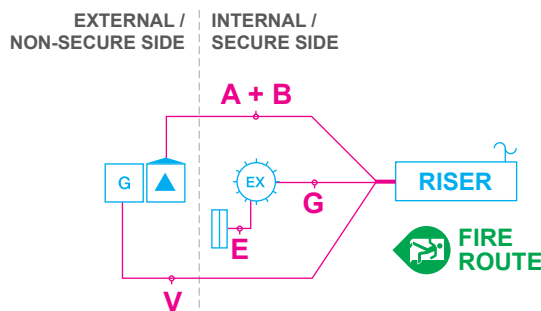 EXTERNAL /
NON-SECURE SIDE
INTERNAL /
SECURE SIDE
A + B
G
EX
G
RISER
E
FIRE
ROUTE
V